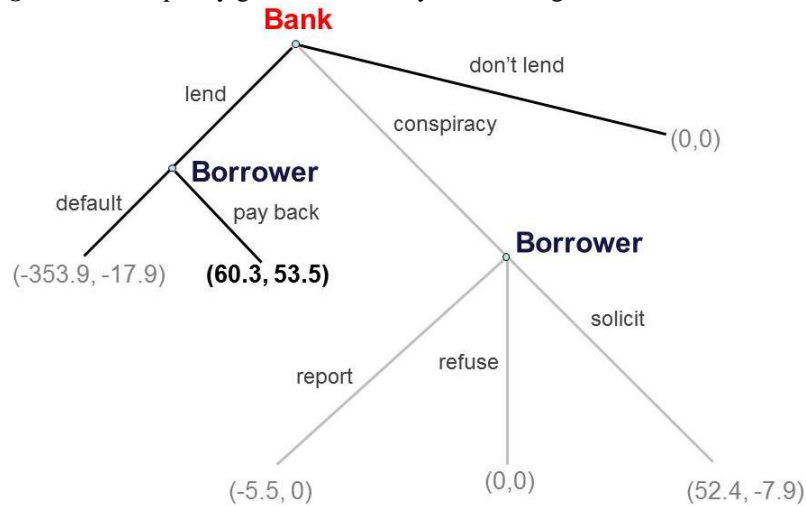 Bank
don't lend
lend
conspiracy
(0,0)
Borrower
default
pay back
Borrower
(-353.9, -17.9)
(60.3, 53.5)
solicit
refuse
report
(-5.5, 0)
(0,0)
(52.4, -7.9)